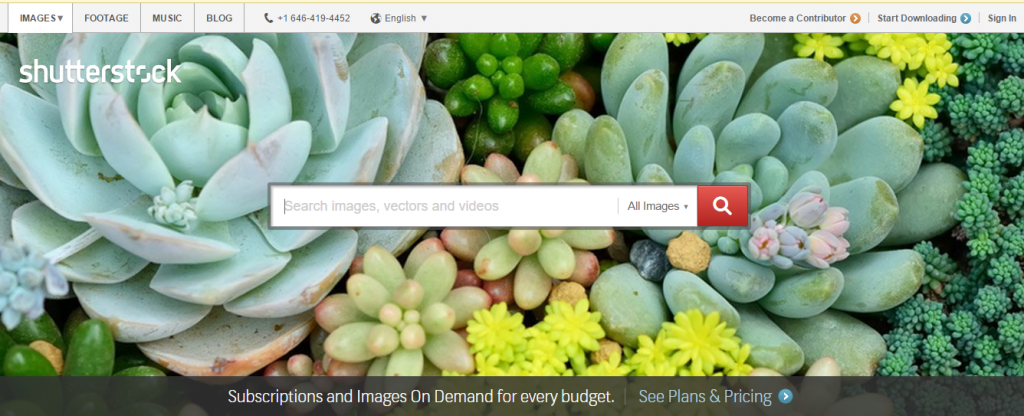 IMAGES ▾ FOOTAGE MUSIC BLOG +1 646-419-4452 English ▼ Become a Contributor Start Downloading Sign In
shutterstock
Search images, vectors and videos All Images ▾
Subscriptions and Images On Demand for every budget. See Plans & Pricing